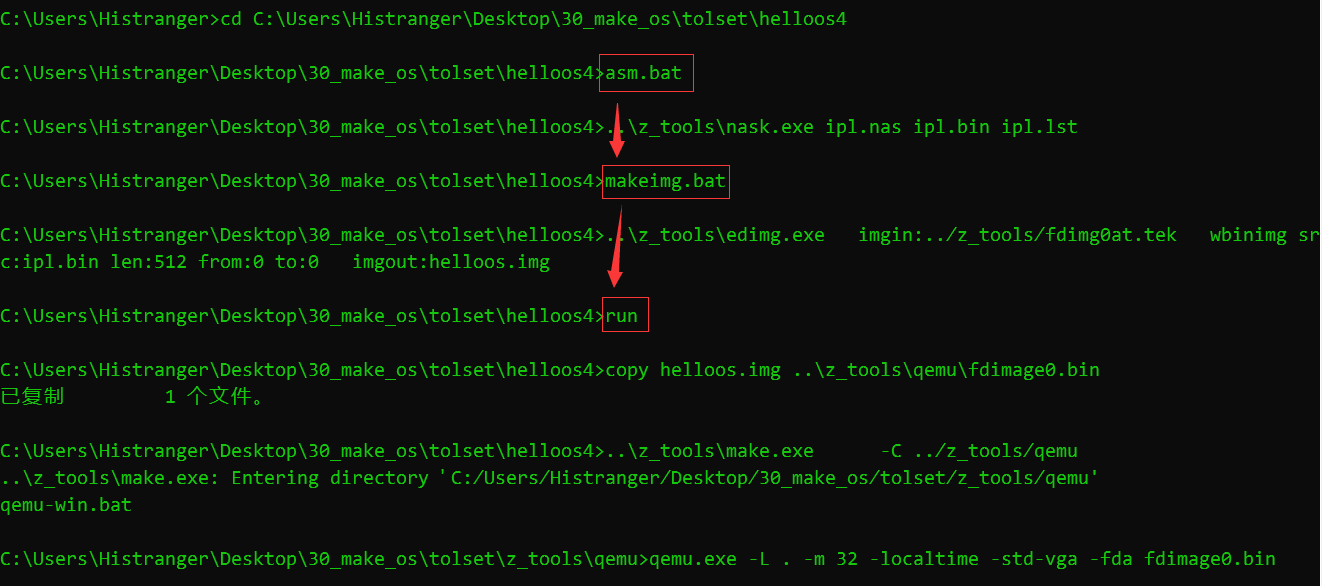 C:\Users\Histranger>cd C:\Users\Histranger\Desktop\30_make_os\tolset\helloos4
C:\Users\Histranger\Desktop\30_make_os\tolset\helloos4>asm.bat
C:\Users\Histranger\Desktop\30_make_os\tolset\helloos4>..\z_tools\nask.exe ipl.nas ipl.bin ipl.lst
C:\Users\Histranger\Desktop\30_make_os\tolset\helloos4>makeimg.bat
C:\Users\Histranger\Desktop\30_make_os\tolset\helloos4>..\z_tools\edimg.exe   imgin:../z_tools/fdimg0at.tek   wbinimg sr
c:ipl.bin len:512 from:0 to:0   imgout:helloos.img
C:\Users\Histranger\Desktop\30_make_os\tolset\helloos4>run
C:\Users\Histranger\Desktop\30_make_os\tolset\helloos4>copy helloos.img ..\z_tools\qemu\fdimage0.bin
已复制         1 个文件。
C:\Users\Histranger\Desktop\30_make_os\tolset\helloos4>..\z_tools\make.exe      -C ../z_tools/qemu
..\z_tools\make.exe: Entering directory `C:/Users/Histranger/Desktop/30_make_os/tolset/z_tools/qemu'
qemu-win.bat
C:\Users\Histranger\Desktop\30_make_os\tolset\z_tools\qemu>qemu.exe -L . -m 32 -localtime -std-vga -fda fdimage0.bin